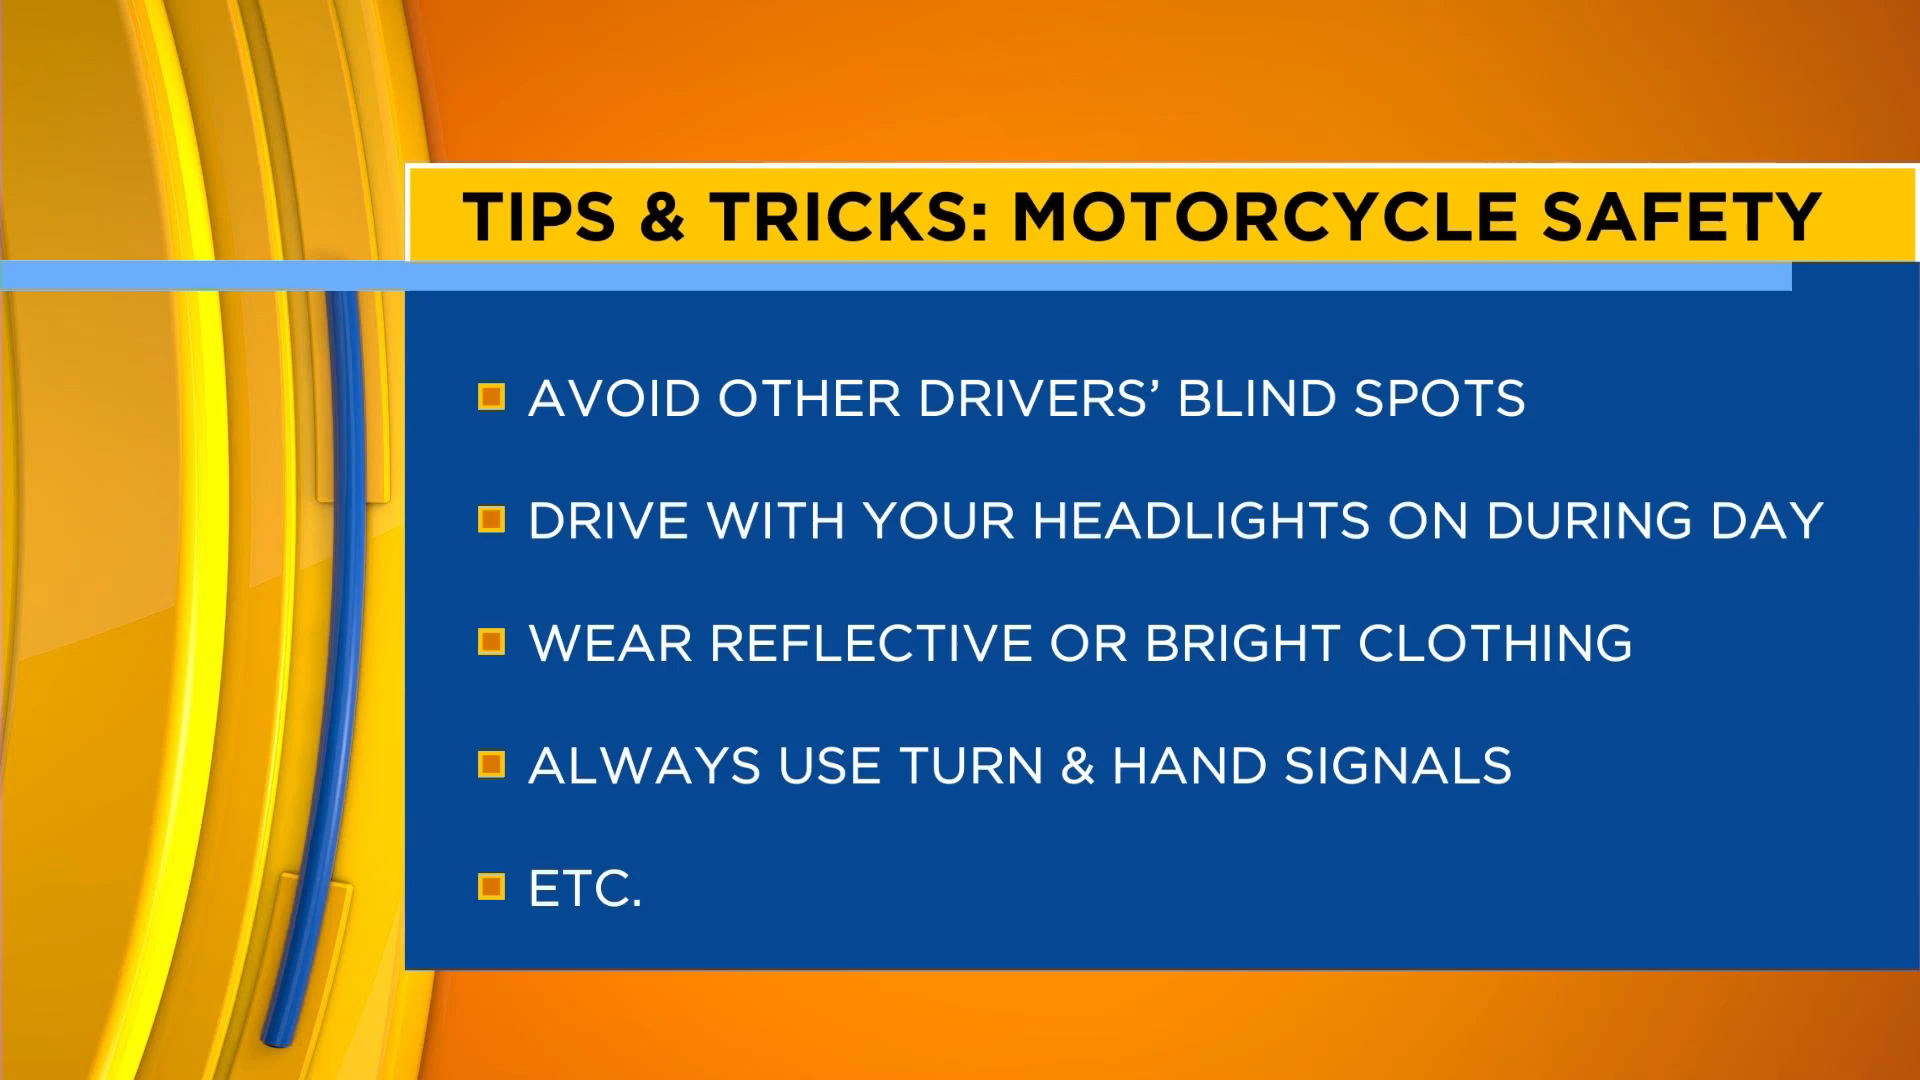 TIPS & TRICKS: MOTORCYCLE SAFETY
AVOID OTHER DRIVERS’ BLIND SPOTS
DRIVE WITH YOUR HEADLIGHTS ON DURING DAY
WEAR REFLECTIVE OR BRIGHT CLOTHING
ALWAYS USE TURN & HAND SIGNALS
ETC.